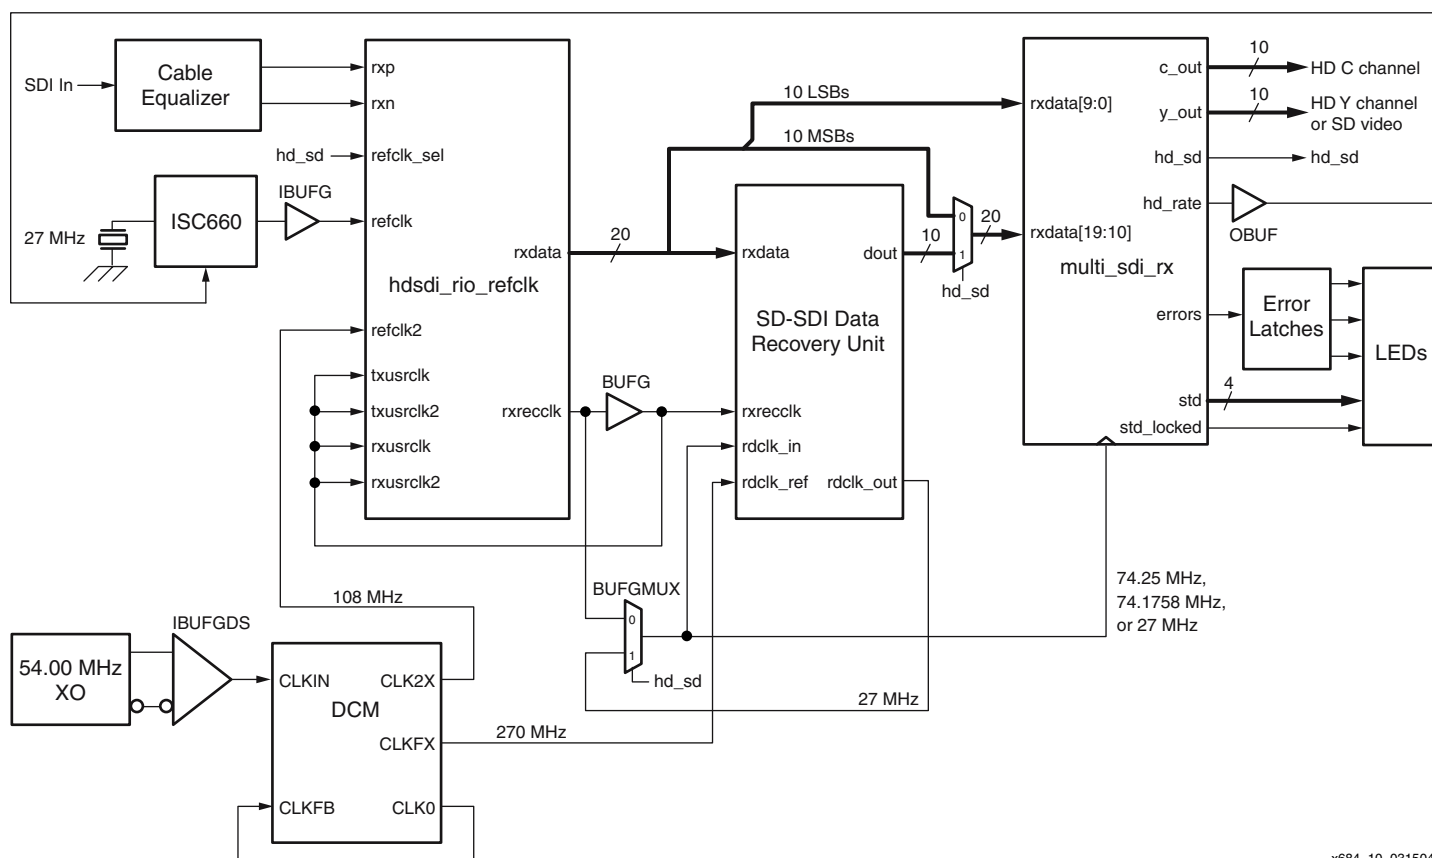 SDI In
Cable
Equalizer
rxp
rxn
hd_sd
refclk_sel
27 MHz
ISC660
IBUFG
refclk
rxdata
20
hdsdi_rio_refclk
refclk2
txusrclk
txusrclk2
rxusrclk
rxusrclk2
rxrecclk
BUFG
10 LSBs
10 MSBs
rxdata
dout
10
SD-SDI Data
Recovery Unit
rxrecclk
rdclk_in
rdclk_ref
rdclk_out
0
1
20
hd_sd
rxdata[9:0]
rxdata[19:10]
multi_sdi_rx
c_out
10
HD C channel
y_out
10
HD Y channel
or SD video
hd_sd
hd_sd
hd_rate
OBUF
errors
Error
Latches
LEDs
std
4
std_locked
74.25 MHz,
74.1758 MHz,
or 27 MHz
BUFGMUX
0
1
hd_sd
27 MHz
108 MHz
54.00 MHz
XO
IBUFGDS
CLKIN
CLK2X
DCM
CLKFX
270 MHz
CLKFB
CLK0